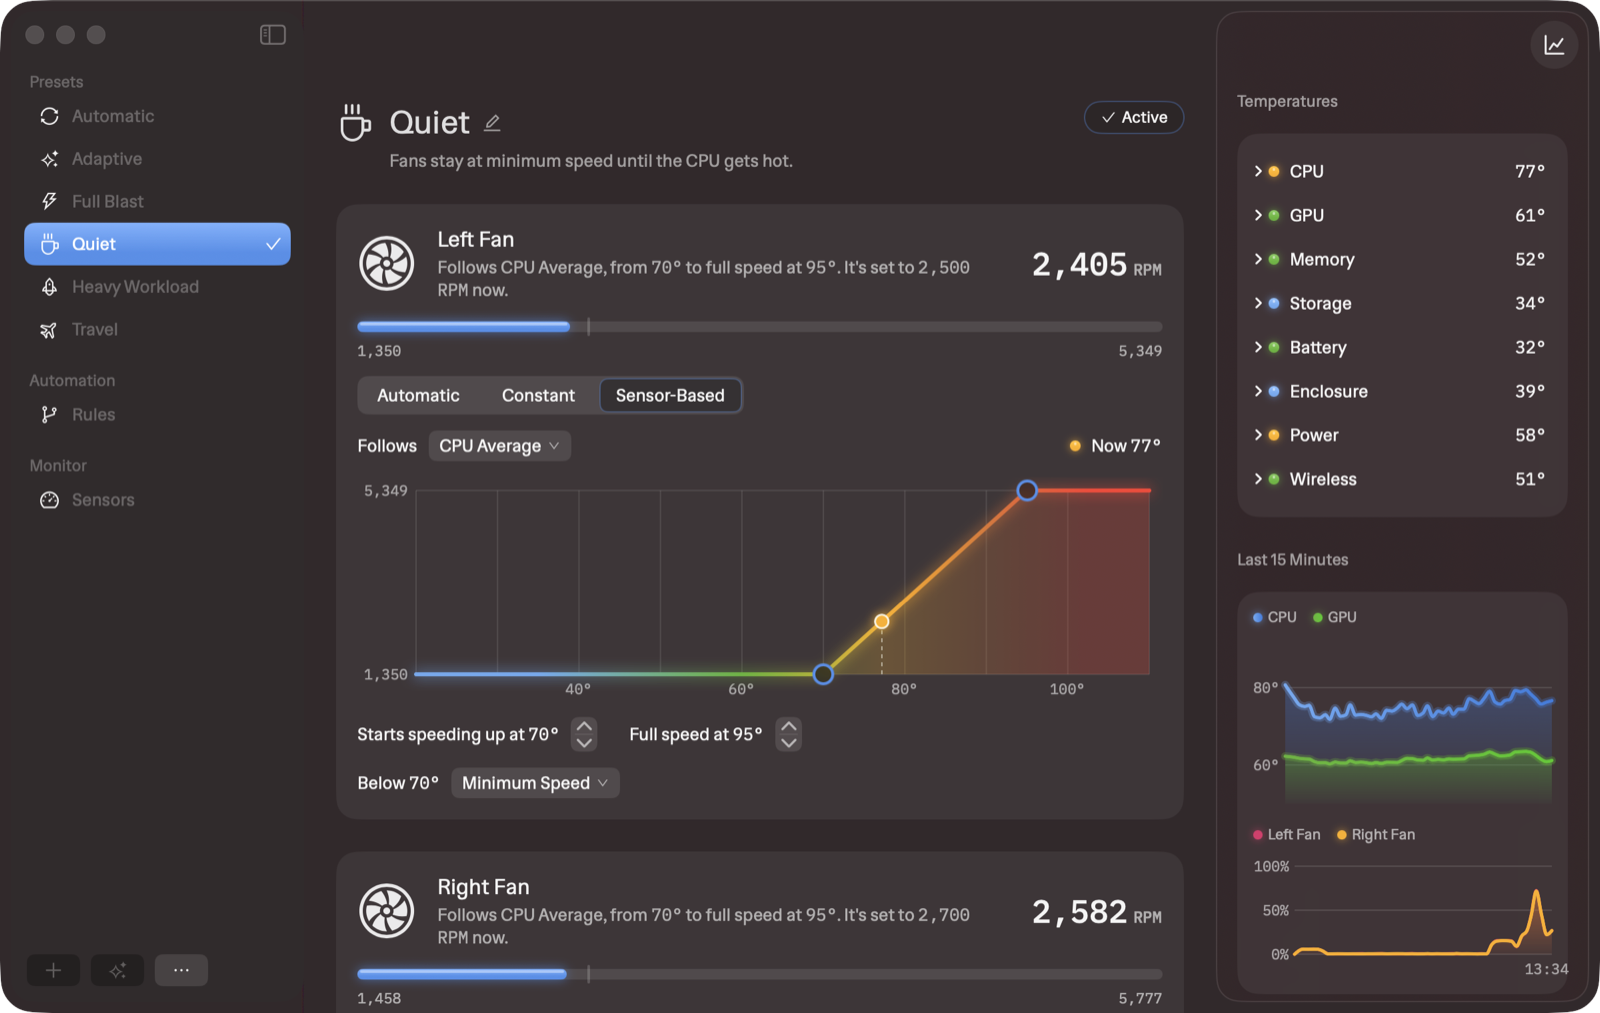 Presets
Automatic
Adaptive
Full Blast
Quiet
Heavy Workload
Travel
Automation
Rules
Monitor
Sensors
Quiet
Active
Fans stay at minimum speed until the CPU gets hot.
Left Fan
Follows CPU Average, from 70° to full speed at 95°. It's set to 2,500
RPM now.
2,405 RPM
1,350
5,349
Automatic
Constant
Sensor-Based
Follows
CPU Average
Now 77°
5,349
1,350
40°
60°
80°
100°
Starts speeding up at 70°
Full speed at 95°
Below 70°
Minimum Speed
Right Fan
Follows CPU Average, from 70° to full speed at 95°. It's set to 2,700
RPM now.
2,582 RPM
1,458
5,777
Temperatures
CPU 77°
GPU 61°
Memory 52°
Storage 34°
Battery 32°
Enclosure 39°
Power 58°
Wireless 51°
Last 15 Minutes
CPU GPU
80°
60°
Left Fan Right Fan
100%
50%
0%
13:34